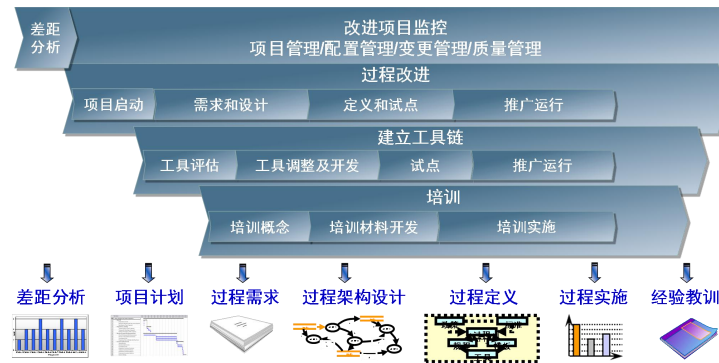 差距
分析
改进项目监控
项目管理/配置管理/变更管理/质量管理
过程改进
项目启动 需求和设计 定义和试点 推广运行
建立工具链
工具评估 工具调整及开发 试点 推广运行
培训
培训概念 培训材料开发 培训实施
差距分析 项目计划 过程需求 过程架构设计 过程定义 过程实施 经验教训